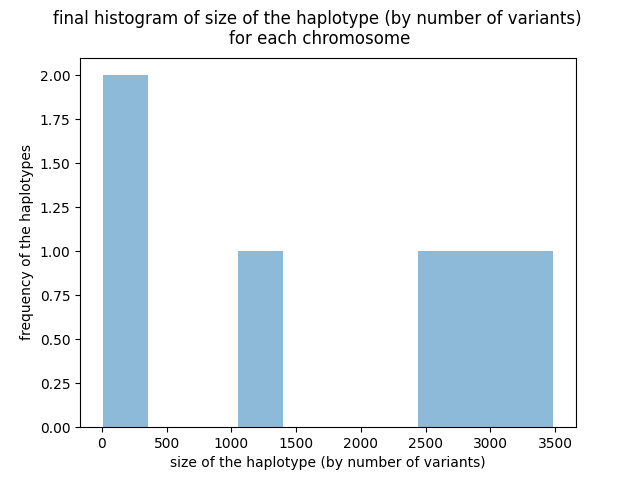 final histogram of size of the haplotype (by number of variants)
for each chromosome
2.00
1.75
1.50
1.25
1.00
0.75
0.50
0.25
0.00
frequency of the haplotypes
0 500 1000 1500 2000 2500 3000 3500
size of the haplotype (by number of variants)